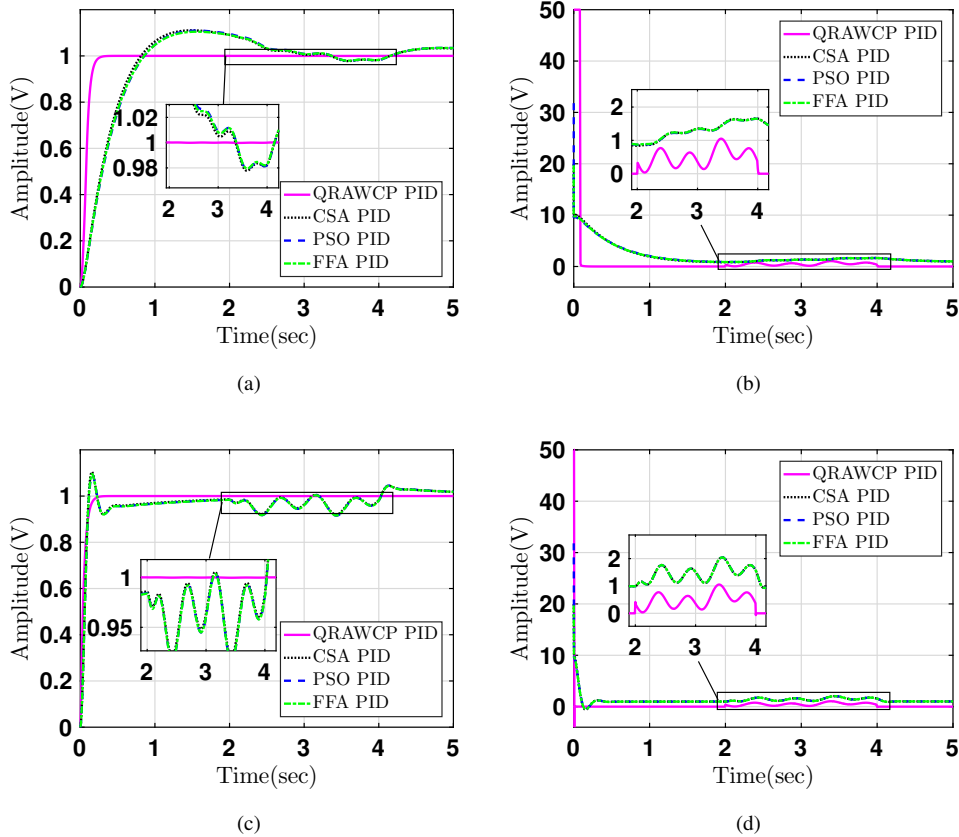 Amplitude(V)
1
0.8
0.6
0.4
0.2
0
1.02
1
0.98
2
3
4
QRAWCP PID
CSA PID
PSO PID
FFA PID
0
1
2
3
4
5
Time(sec)
(a)
Amplitude(V)
50
40
30
20
10
0
QRAWCP PID
CSA PID
PSO PID
FFA PID
2
1
0
2
3
4
0
1
2
3
4
5
Time(sec)
(b)
Amplitude(V)
1
0.8
0.6
0.4
0.2
0
1
0.95
2
3
4
QRAWCP PID
CSA PID
PSO PID
FFA PID
0
1
2
3
4
5
Time(sec)
(c)
Amplitude(V)
50
40
30
20
10
0
QRAWCP PID
CSA PID
PSO PID
FFA PID
2
1
0
2
3
4
0
1
2
3
4
5
Time(sec)
(d)